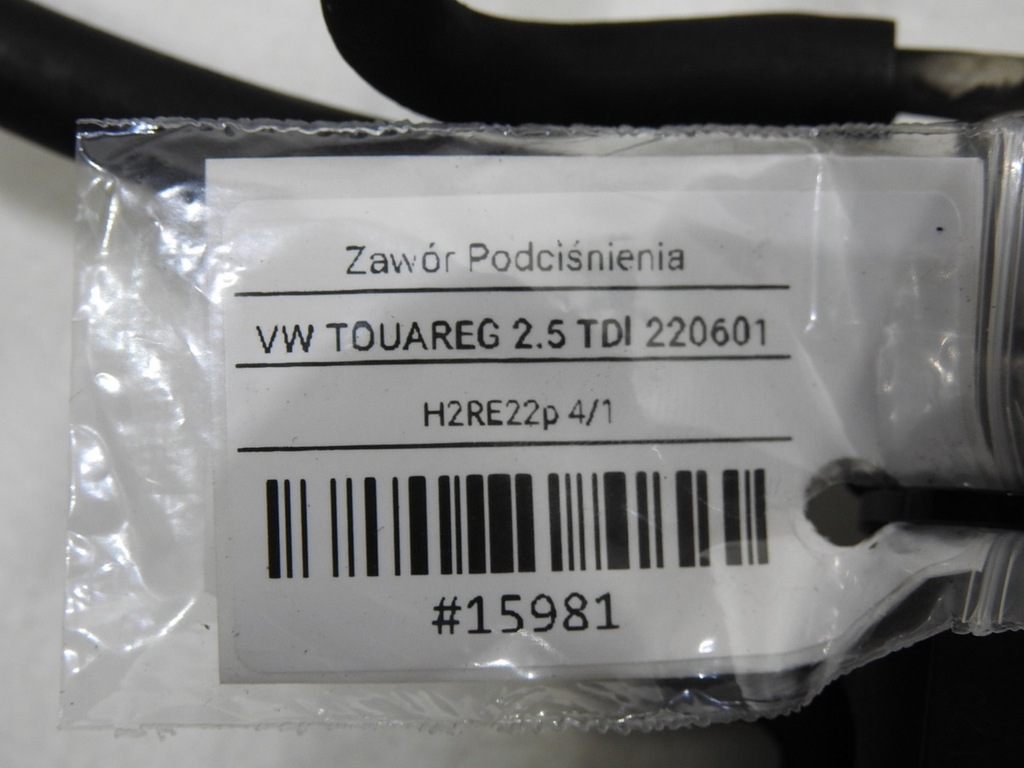 Zawór Podciśnienia
VW TOUAREG 2.5 TDI 220601
H2RE22p 4/1
#15981